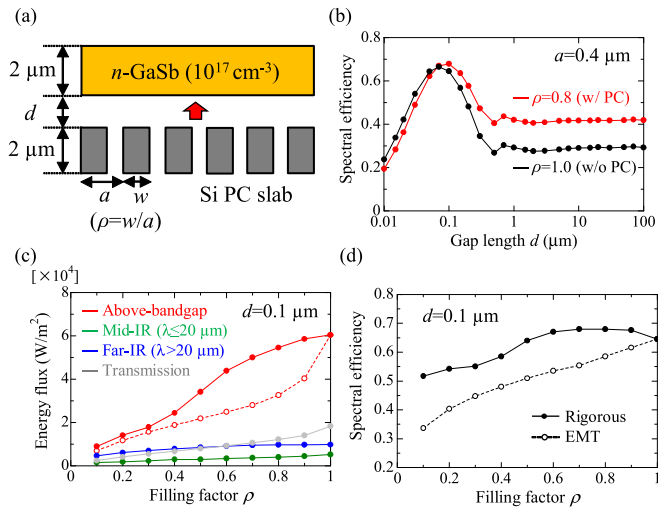 (a)
2 µm
n-GaSb (10¹⁷ cm⁻³)
d
2 µm
a
w
Si PC slab
(ρ=w/a)
(b)
0.8
0.6
0.4
0.2
0
Spectral efficiency
a=0.4 µm
ρ=0.8 (w/ PC)
ρ=1.0 (w/o PC)
0.01
0.1
1
10
100
Gap length d (µm)
(c)
[×10⁴]
8
6
4
2
0
Energy flux (W/m²)
d=0.1 µm
Above-bandgap
Mid-IR (λ≤20 µm)
Far-IR (λ>20 µm)
Transmission
0
0.2
0.4
0.6
0.8
1
Filling factor ρ
(d)
0.8
0.7
0.6
0.5
0.4
0.3
0.2
Spectral efficiency
d=0.1 µm
Rigorous
EMT
0
0.2
0.4
0.6
0.8
1
Filling factor ρ